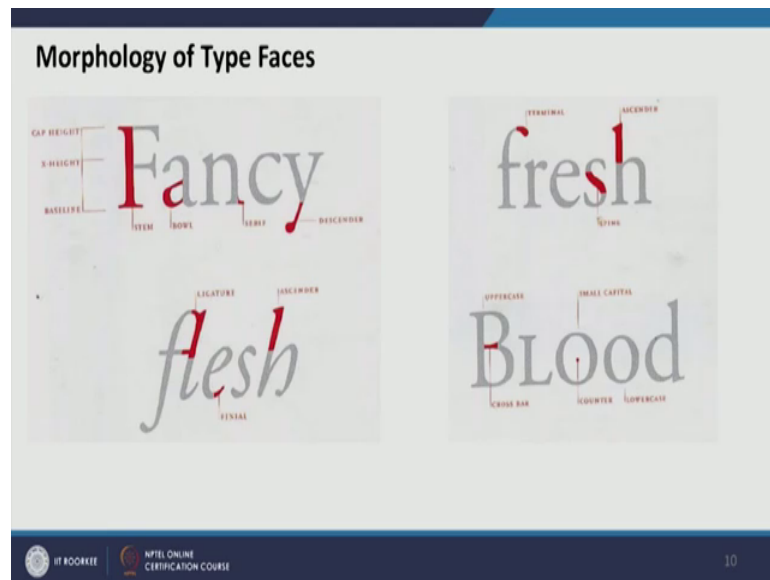 Morphology of Type Faces
CAP HEIGHT
X-HEIGHT
BASELINE
Fancy
STEM
BOWL
SERIF
DESCENDER
TERMINAL
ASCENDER
fresh
SPINE
LIGATURE
ASCENDER
flesh
FINIAL
UPPERCASE
SMALL CAPITAL
BLOOd
CROSS BAR
COUNTER
LOWERCASE
IIT ROORKEE
NPTEL ONLINE
CERTIFICATION COURSE
10